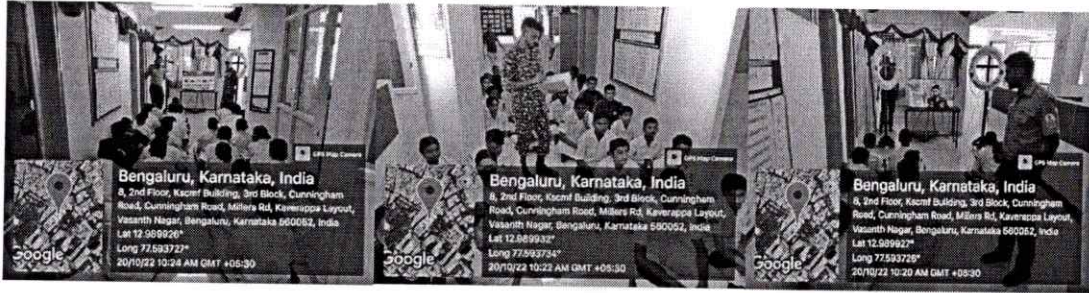 GPS Map Camera
Bengaluru, Karnataka, India
8, 2nd Floor, Kscmf Building, 3rd Block, Cunningham
Road, Cunningham Road, Millers Rd, Kaverappa Layout,
Vasanth Nagar, Bengaluru, Karnataka 560052, India
Lat 12.989926°
Long 77.593727°
20/10/22 10:24 AM GMT +05:30
Google
GPS Map Camera
Bengaluru, Karnataka, India
8, 2nd Floor, Kscmf Building, 3rd Block, Cunningham
Road, Cunningham Road, Millers Rd, Kaverappa Layout,
Vasanth Nagar, Bengaluru, Karnataka 560052, India
Lat 12.989932°
Long 77.593734°
20/10/22 10:23 AM GMT +05:30
Google
GPS Map Camera
Bengaluru, Karnataka, India
8, 2nd Floor, Kscmf Building, 3rd Block, Cunningham
Road, Cunningham Road, Millers Rd, Kaverappa Layout,
Vasanth Nagar, Bengaluru, Karnataka 560052, India
Lat 12.989927°
Long 77.593725°
20/10/22 10:20 AM GMT +05:30
Google